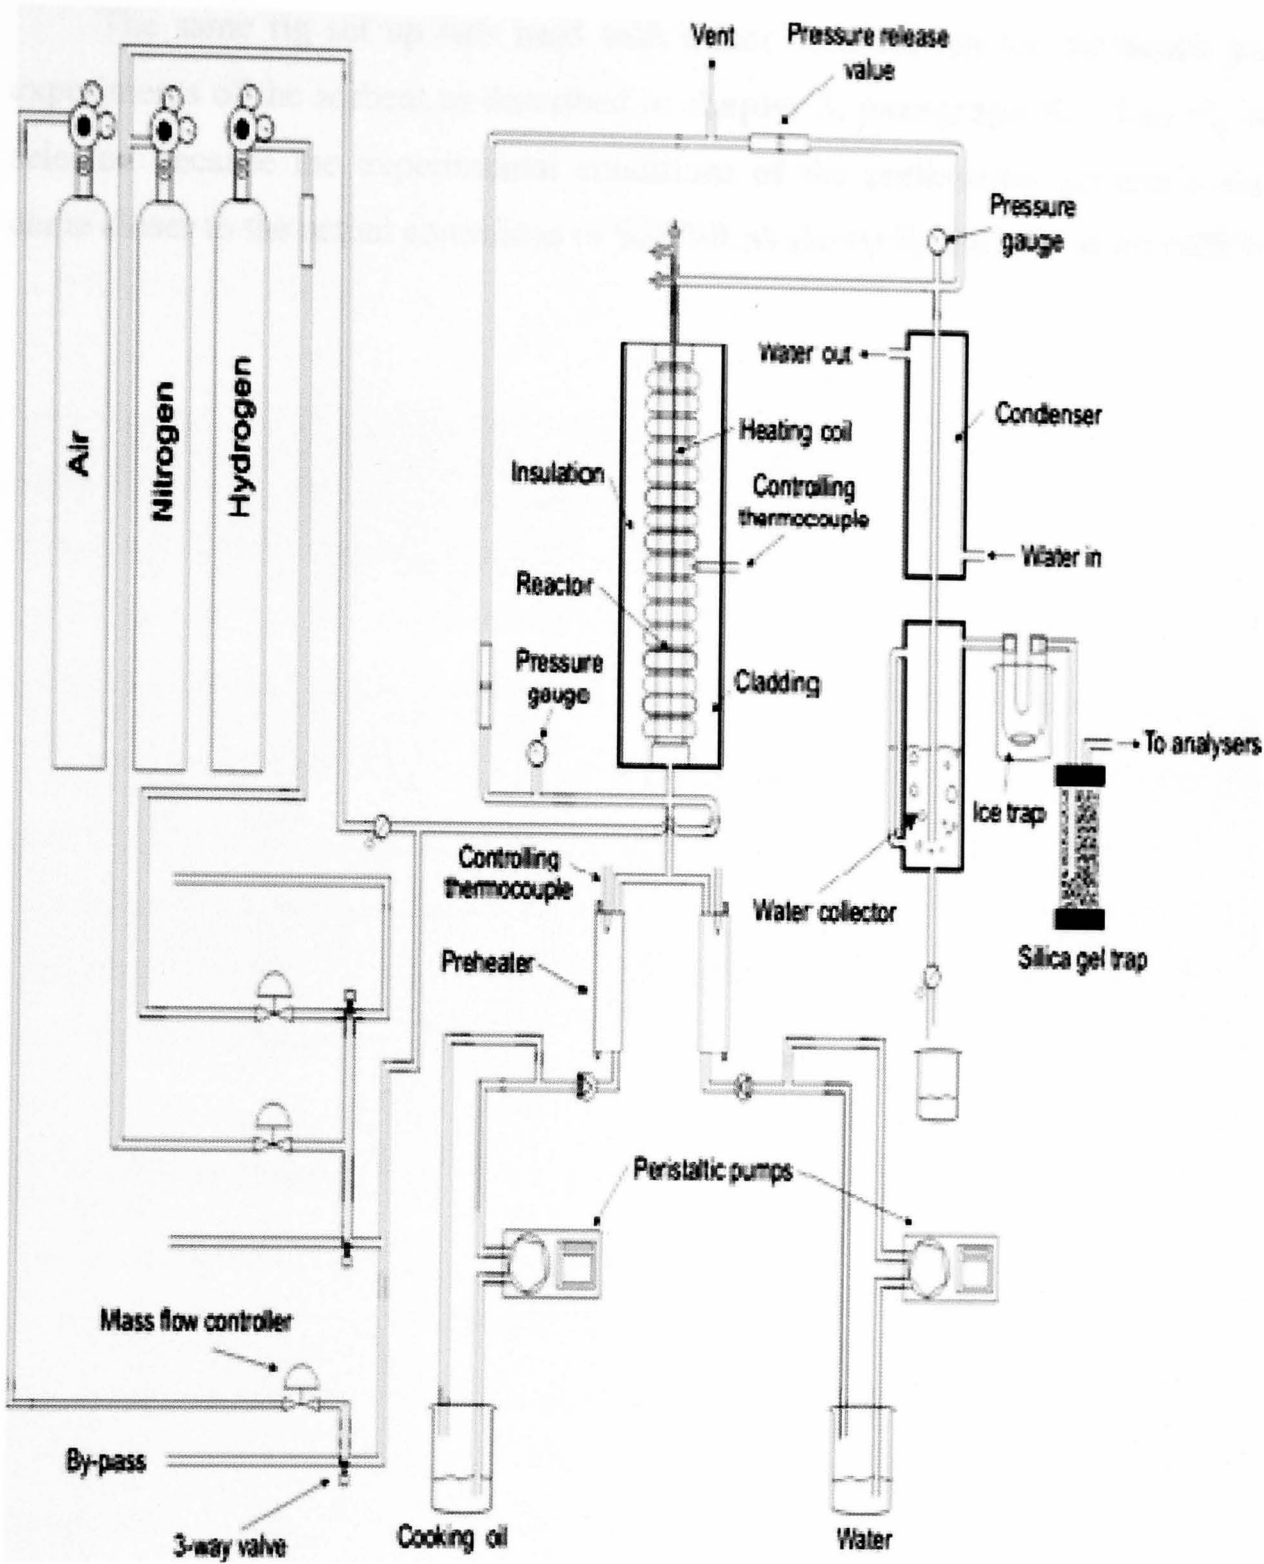 Vent
Pressure release
value
Pressure
gauge
Water out
Condenser
Heating coil
Insulation
Controlling
thermocouple
Air
Nitrogen
Hydrogen
Water in
Reactor
Pressure
gauge
Cladding
To analysers
Ice trap
Controlling
thermocouple
Water collector
Preheater
Silica gel trap
Peristaltic pumps
Mass flow controller
By-pass
3-way valve
Cooking oil
Water